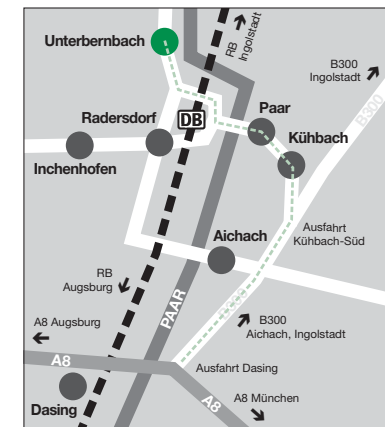 RB
Ingolstadt
Unterbernbach
B300
Ingolstadt
B300
Radersdorf
DB
Paar
Kühbach
Inchenhofen
Ausfahrt
Kühbach-Süd
Aichach
RB
Augsburg
B300
PAAR
B300
Aichach, Ingolstadt
A8 Augsburg
A8
Ausfahrt Dasing
Dasing
A8
A8 München